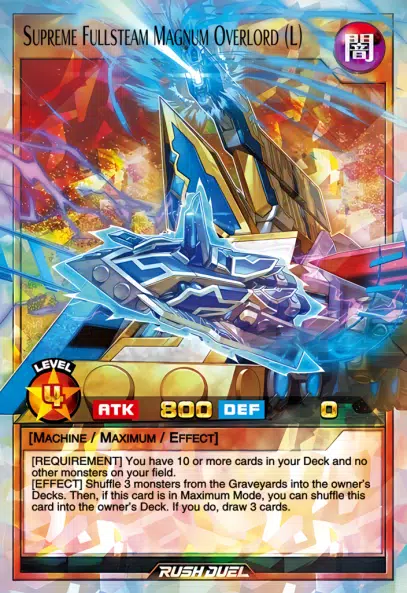 SUPREME FULLSTEAM MAGNUM OVERLORD (L)
闇
LEVEL
4
ATK 800 DEF 0
[MACHINE / MAXIMUM / EFFECT]
[REQUIREMENT] You have 10 or more cards in your Deck and no
other monsters on your field.
[EFFECT] Shuffle 3 monsters from the Graveyards into the owner's
Decks. Then, if this card is in Maximum Mode, you can shuffle this
card into the owner's Deck. If you do, draw 3 cards.
RUSH DUEL